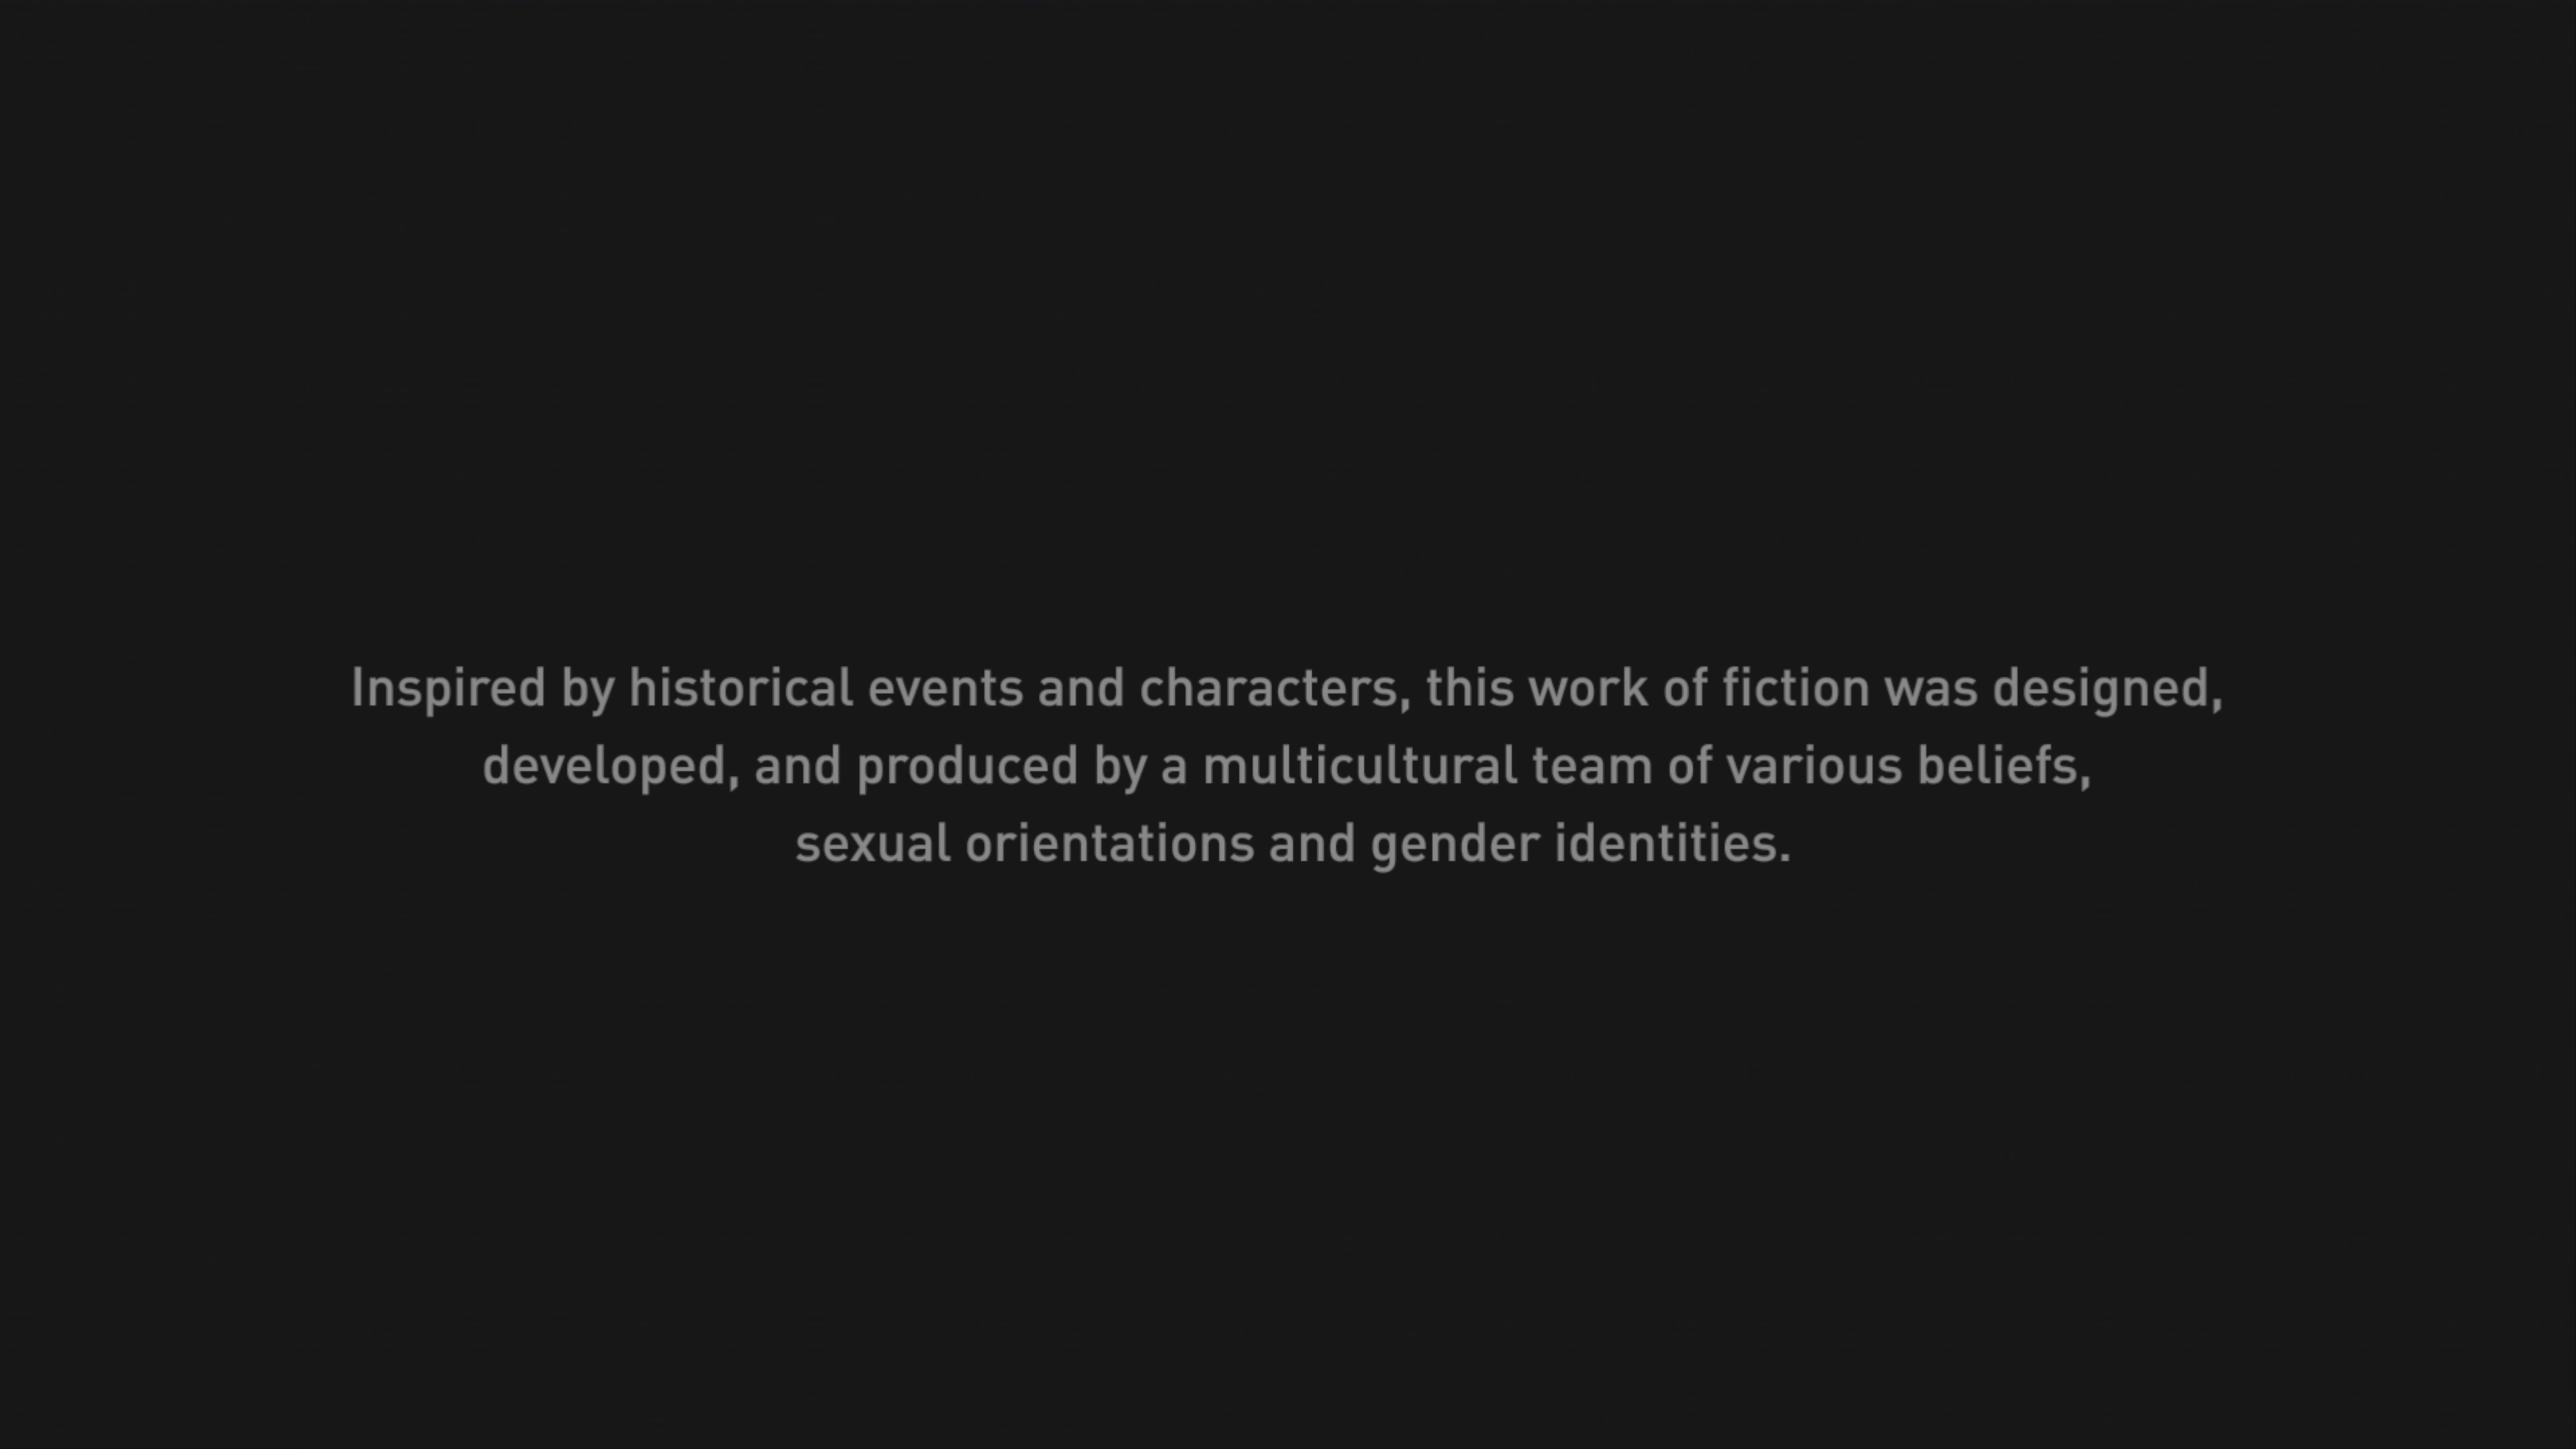 Inspired by historical events and characters, this work of fiction was designed,
developed, and produced by a multicultural team of various beliefs,
sexual orientations and gender identities.